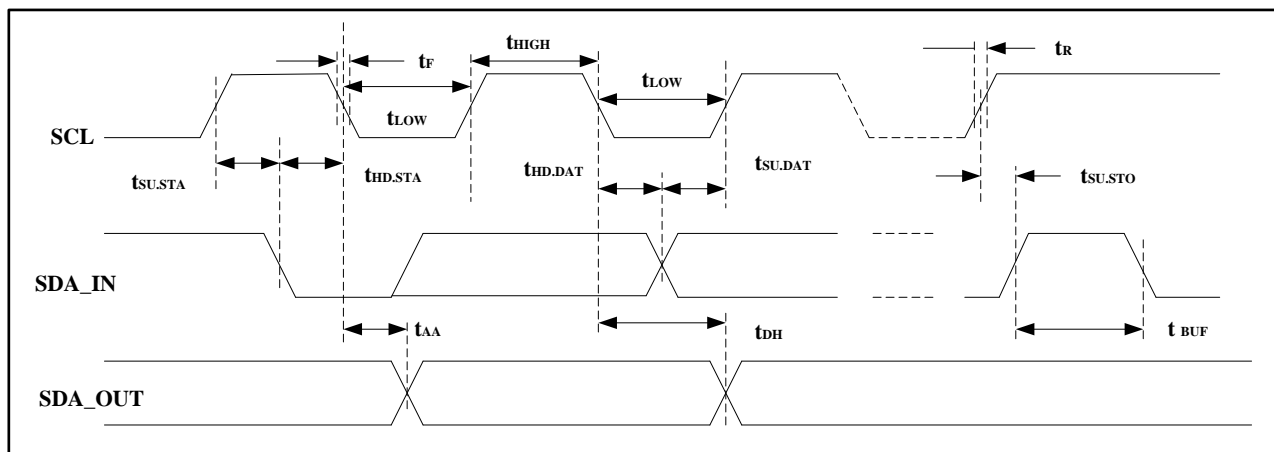 tHIGH
tF
tR
tLOW
tLOW
SCL
tSU.STA
tHD.STA
tHD.DAT
tSU.DAT
tSU.STO
SDA_IN
tAA
tDH
t BUF
SDA_OUT